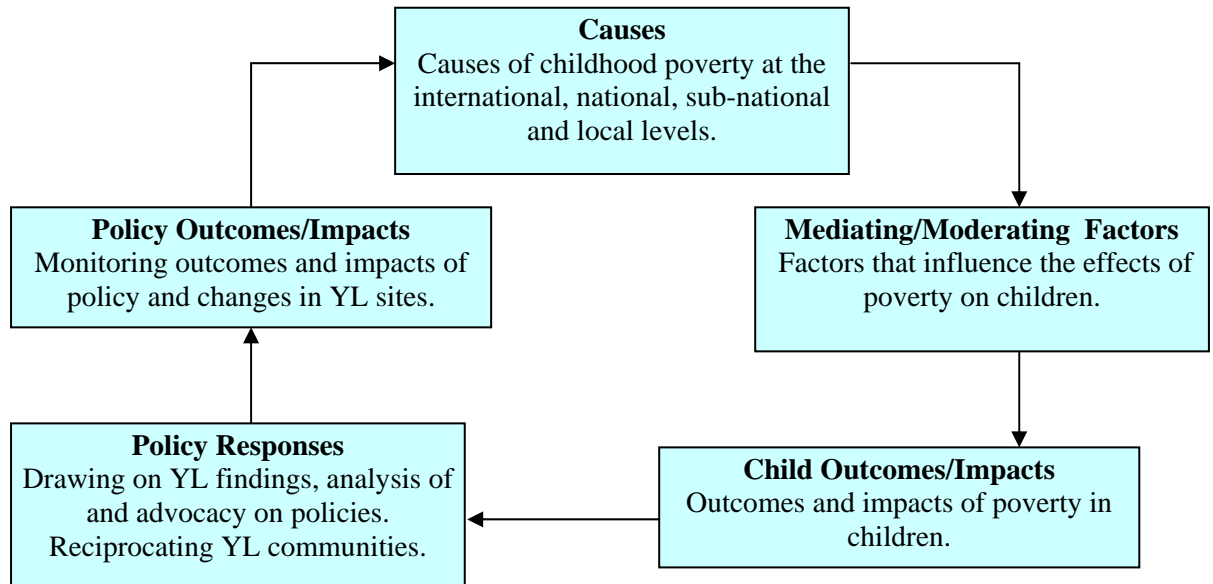 Causes
Causes of childhood poverty at the
international, national, sub-national
and local levels.
Policy Outcomes/Impacts
Monitoring outcomes and impacts of
policy and changes in YL sites.
Mediating/Moderating Factors
Factors that influence the effects of
poverty on children.
Policy Responses
Drawing on YL findings, analysis of
and advocacy on policies.
Reciprocating YL communities.
Child Outcomes/Impacts
Outcomes and impacts of poverty in
children.